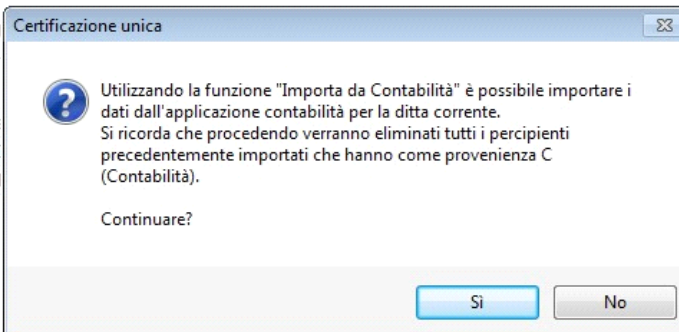 Certificazione unica
Utilizzando la funzione "Importa da Contabilità" è possibile importare i
dati dall'applicazione contabilità per la ditta corrente.
Si ricorda che procedendo verranno eliminati tutti i percipienti
precedentemente importati che hanno come provenienza C
(Contabilità).
Continuare?
Sì
No